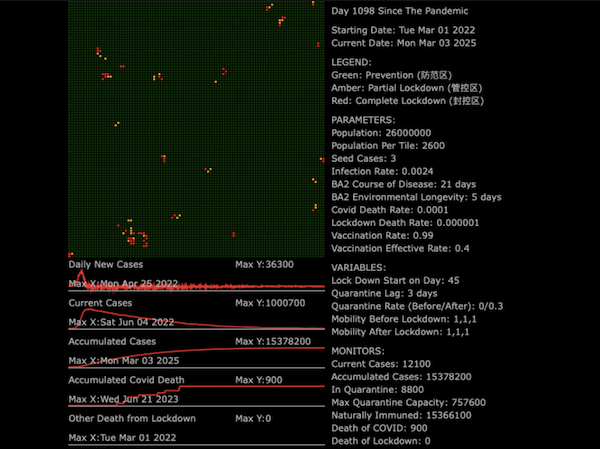 Day 1098 Since The Pandemic
Starting Date: Tue Mar 01 2022
Current Date: Mon Mar 03 2025
LEGEND:
Green: Prevention (防范区)
Amber: Partial Lockdown (管控区)
Red: Complete Lockdown (封控区)
PARAMETERS:
Population: 26000000
Population Per Tile: 2600
Seed Cases: 3
Infection Rate: 0.0024
BA2 Course of Disease: 21 days
BA2 Environmental Longevity: 5 days
Covid Death Rate: 0.0001
Lockdown Death Rate: 0.000001
Vaccination Rate: 0.99
Vaccination Effective Rate: 0.4
VARIABLES:
Lock Down Start on Day: 45
Quarantine Lag: 3 days
Quarantine Rate (Before/After): 0/0.3
Mobility Before Lockdown: 1,1,1
Mobility After Lockdown: 1,1,1
MONITORS:
Current Cases: 12100
Accumulated Cases: 15378200
In Quarantine: 8800
Max Quarantine Capacity: 757600
Naturally Immuned: 15366100
Death of COVID: 900
Death of Lockdown: 0
Daily New Cases Max Y:36300
Max X:Mon Apr 25 2022
Current Cases Max Y:1000700
Max X:Sat Jun 04 2022
Accumulated Cases Max Y:15378200
Max X:Mon Mar 03 2025
Accumulated Covid Death Max Y:900
Max X:Wed Jun 21 2023
Other Death from Lockdown Max Y:0
Max X:Tue Mar 01 2022